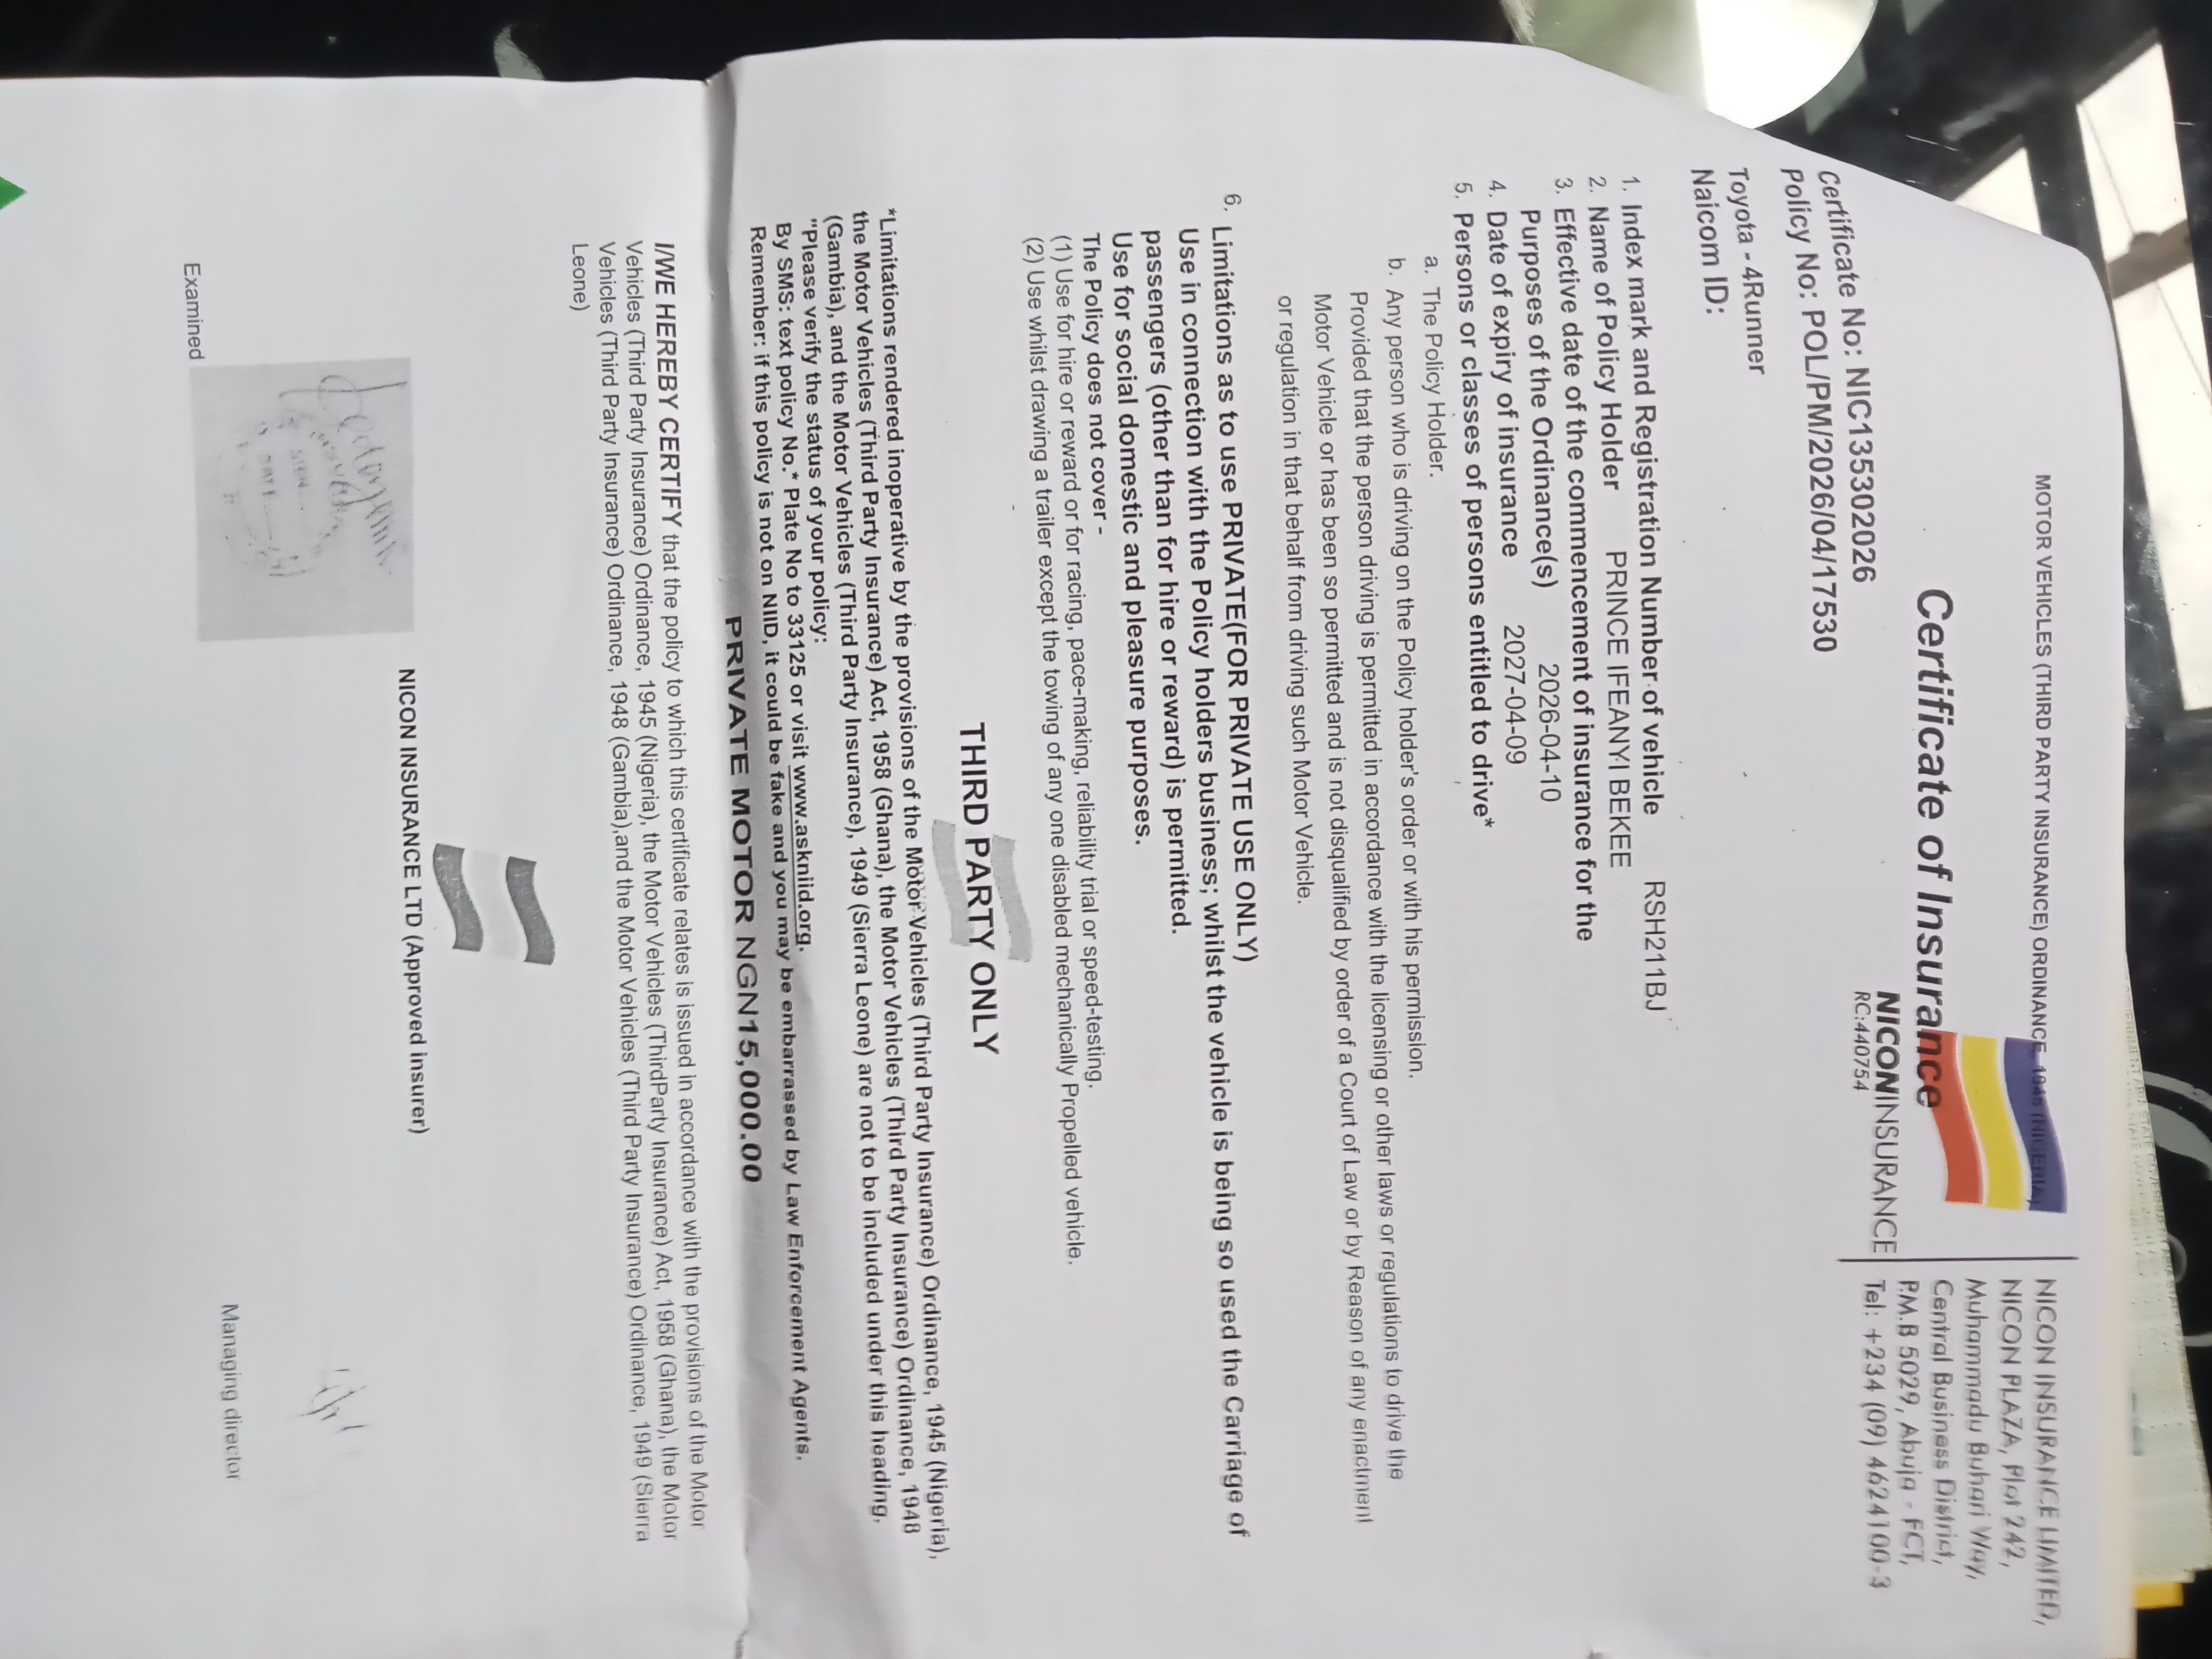 MOTOR VEHICLES (THIRD PARTY INSURANCE) ORDINANCE, 1945 (NIGERIA)
Certificate of Insurance
NICONINSURANCE
RC:440754
NICON INSURANCE LIMITED,
NICON PLAZA, Plot 242,
Muhammadu Buhari Way,
Central Business District,
P.M.B 5029, Abuja - FCT,
Tel: +234 (09) 4624100-3
Certificate No: NIC135302026
Policy No: POL/PM/2026/04/17530
Toyota - 4Runner
Naicom ID:
1. Index mark and Registration Number of vehicle RSH211BJ
2. Name of Policy Holder PRINCE IFEANYI BEKEE
3. Effective date of the commencement of insurance for the
Purposes of the Ordinance(s) 2026-04-10
4. Date of expiry of insurance 2027-04-09
5. Persons or classes of persons entitled to drive*
a. The Policy Holder.
b. Any person who is driving on the Policy holder's order or with his permission.
Provided that the person driving is permitted in accordance with the licensing or other laws or regulations to drive the
Motor Vehicle or has been so permitted and is not disqualified by order of a Court of Law or by Reason of any enactment
or regulation in that behalf from driving such Motor Vehicle.
6. Limitations as to use PRIVATE(FOR PRIVATE USE ONLY)
Use in connection with the Policy holders business; whilst the vehicle is being so used the Carriage of
passengers (other than for hire or reward) is permitted.
Use for social domestic and pleasure purposes.
The Policy does not cover -
(1) Use for hire or reward or for racing, pace-making, reliability trial or speed-testing.
(2) Use whilst drawing a trailer except the towing of any one disabled mechanically Propelled vehicle.
THIRD PARTY ONLY
*Limitations rendered inoperative by the provisions of the Motor Vehicles (Third Party Insurance) Ordinance, 1945 (Nigeria),
the Motor Vehicles (Third Party Insurance) Act, 1958 (Ghana), the Motor Vehicles (Third Party Insurance) Ordinance, 1948
(Gambia), and the Motor Vehicles (Third Party Insurance), 1949 (Sierra Leone) are not to be included under this heading,
"Please verify the status of your policy:
By SMS: text policy No.* Plate No to 33125 or visit www.askniid.org.
Remember: if this policy is not on NIID, it could be fake and you may be embarrassed by Law Enforcement Agents.
PRIVATE MOTOR NGN15,000.00
I/WE HEREBY CERTIFY that the policy to which this certificate relates is issued in accordance with the provisions of the Motor
Vehicles (Third Party Insurance) Ordinance, 1945 (Nigeria), the Motor Vehicles (ThirdParty Insurance) Act, 1958 (Ghana), the Motor
Vehicles (Third Party Insurance) Ordinance, 1948 (Gambia),and the Motor Vehicles (Third Party Insurance) Ordinance, 1949 (Sierra
Leone)
NICON INSURANCE LTD (Approved insurer)
Examined
SIGN
DATE
Managing director